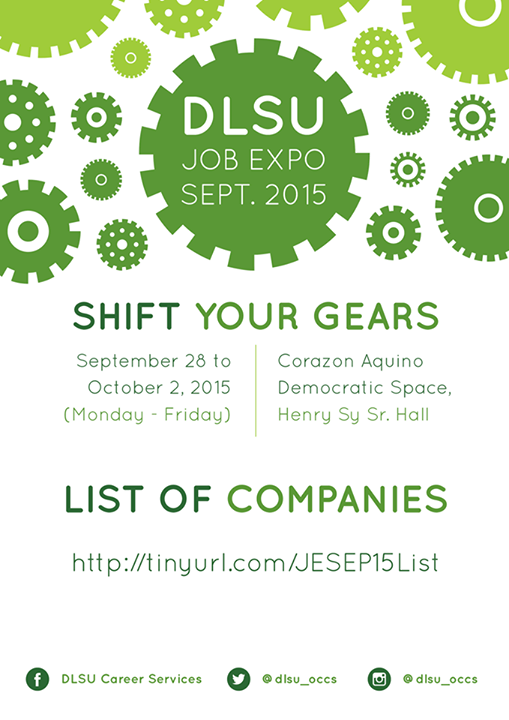 DLSU
JOB EXPO
SEPT. 2015
SHIFT YOUR GEARS
September 28 to
October 2, 2015
(Monday - Friday)
Corazon Aquino
Democratic Space,
Henry Sy Sr. Hall
LIST OF COMPANIES
http://tinyurl.com/JESEP15List
DLSU Career Services
@dlsu_occs
@dlsu_occs